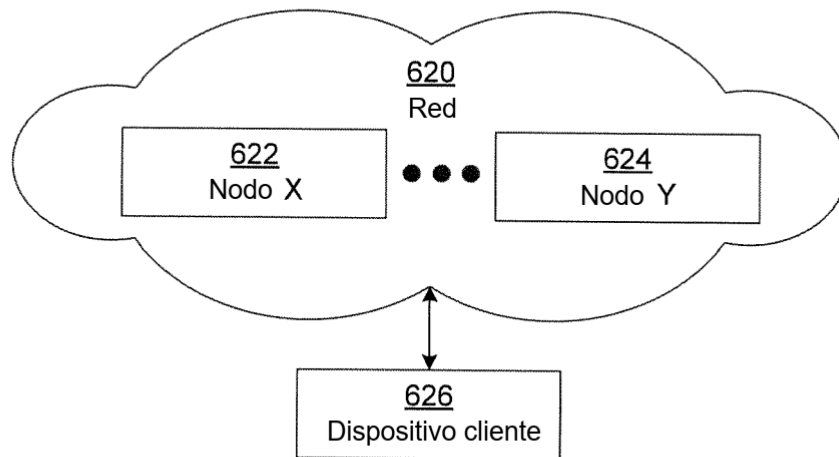 620
Red
622
Nodo X
624
Nodo Y
626
Dispositivo cliente